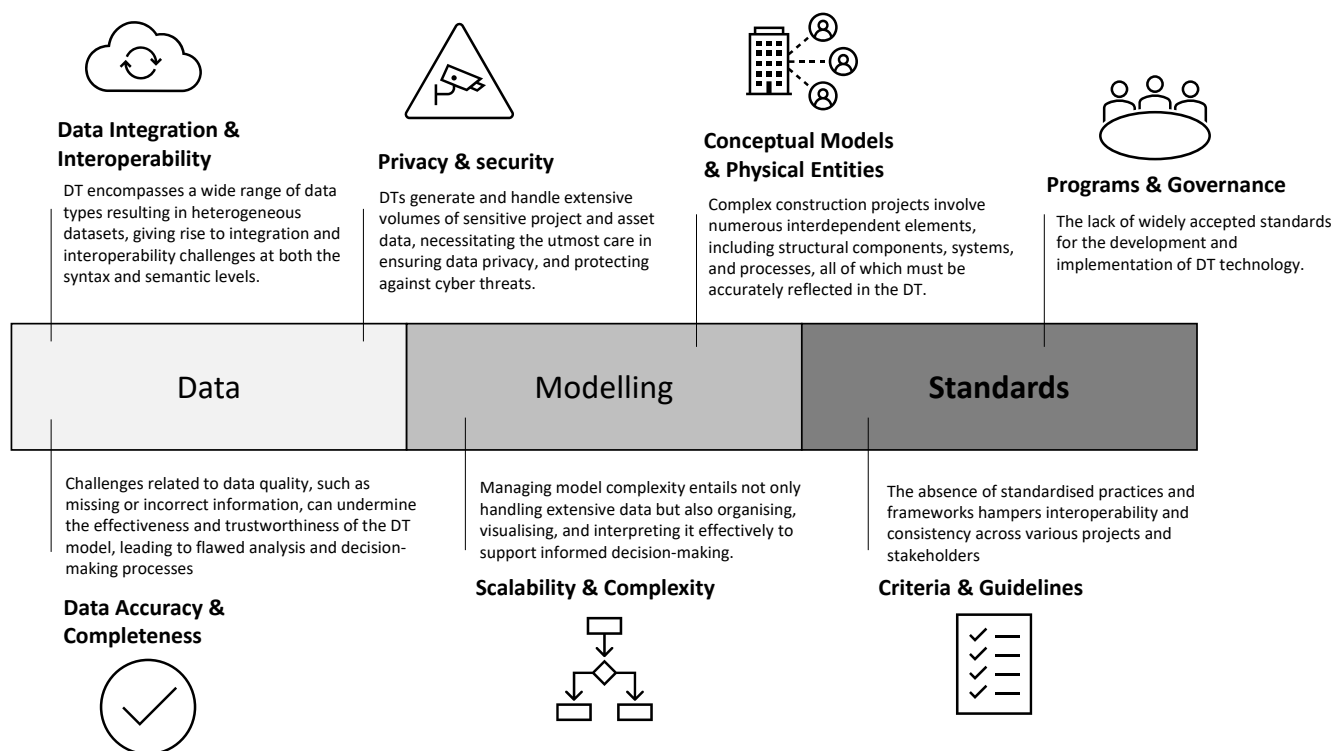 Data Integration &
Interoperability
DT encompasses a wide range of data
types resulting in heterogeneous
datasets, giving rise to integration and
interoperability challenges at both the
syntax and semantic levels.
Privacy & security
DTs generate and handle extensive
volumes of sensitive project and asset
data, necessitating the utmost care in
ensuring data privacy, and protecting
against cyber threats.
Conceptual Models
& Physical Entities
Complex construction projects involve
numerous interdependent elements,
including structural components, systems,
and processes, all of which must be
accurately reflected in the DT.
Programs & Governance
The lack of widely accepted standards
for the development and
implementation of DT technology.
Data
Modelling
Standards
Challenges related to data quality, such as
missing or incorrect information, can undermine
the effectiveness and trustworthiness of the DT
model, leading to flawed analysis and decision-
making processes
Data Accuracy &
Completeness
Managing model complexity entails not only
handling extensive data but also organising,
visualising, and interpreting it effectively to
support informed decision-making.
Scalability & Complexity
The absence of standardised practices and
frameworks hampers interoperability and
consistency across various projects and
stakeholders
Criteria & Guidelines